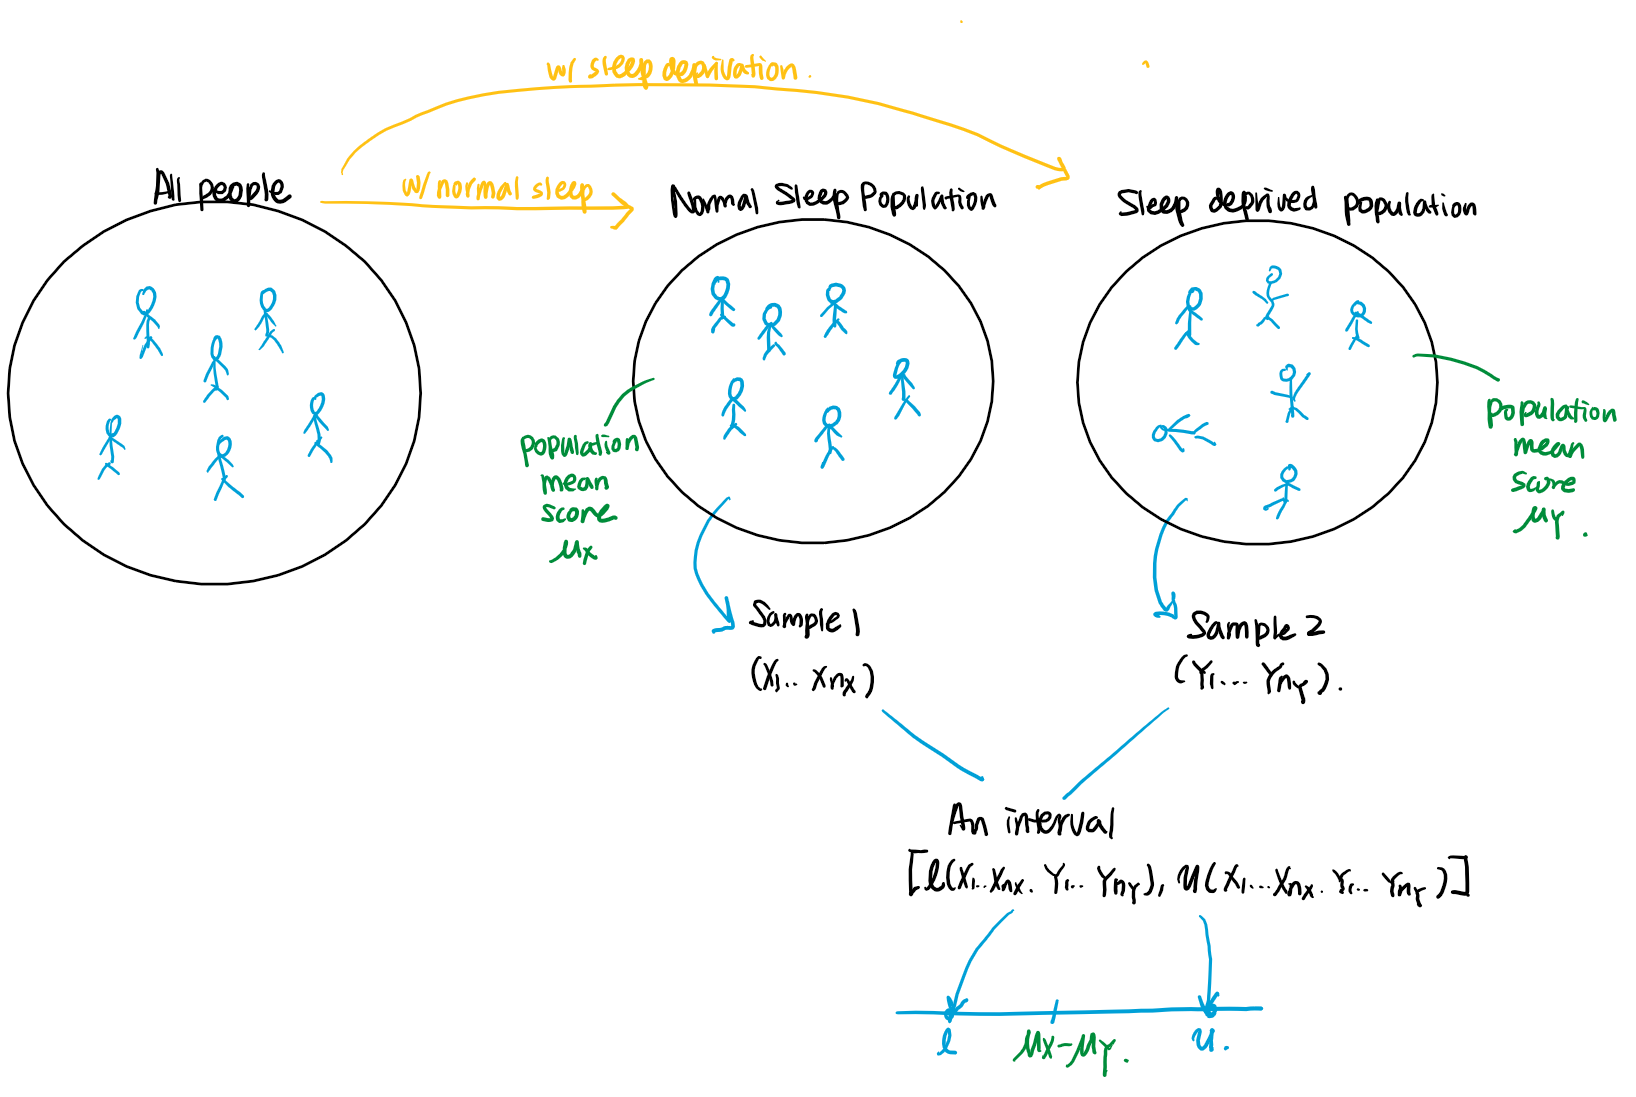 w/ sleep deprivation.
All people
w/ normal sleep
Normal Sleep Population
Sleep deprived population
population
mean
score
μx
population
mean
score
μY.
Sample 1
(X1.. XnX)
Sample 2
(Y1.... YnY).
An interval
[l(X1..XnX. Y1.. YnY), u(X1...XnX. Y1.. YnY)]
l
μX-μY.
u.